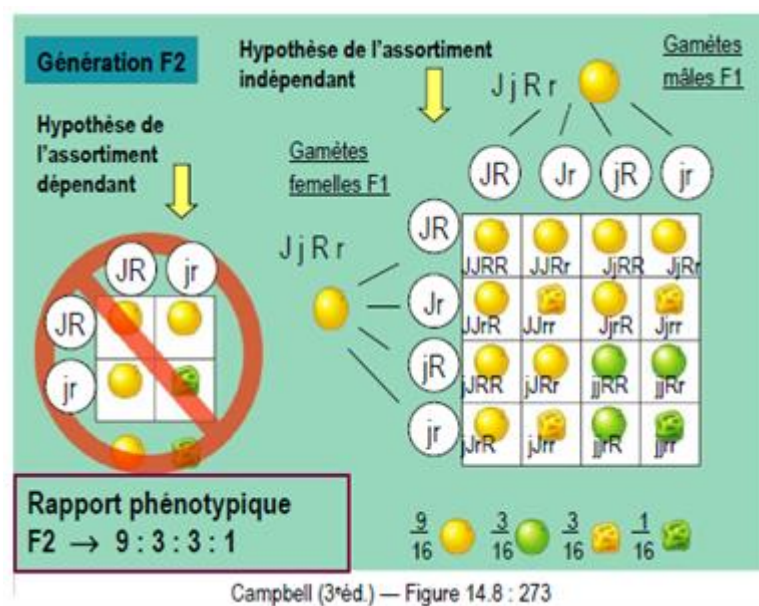 Génération F2
Hypothèse de l'assortiment
indépendant
Gamètes
mâles F1
J j R r
Hypothèse de
l'assortiment
dépendant
Gamètes
femelles F1
JR Jr jR jr
J j R r
JR jr
JR
jr
JR
JJRR JJRr JjRR JjRr
Jr
JJrR JJrr JjrR Jjrr
jR
jJRR jJRr jjRR jjRr
jr
jJrR jJrr jjrR jjrr
Rapport phénotypique
F2 → 9 : 3 : 3 : 1
9/16 3/16 3/16 1/16
Campbell (3eéd.) — Figure 14.8 : 273